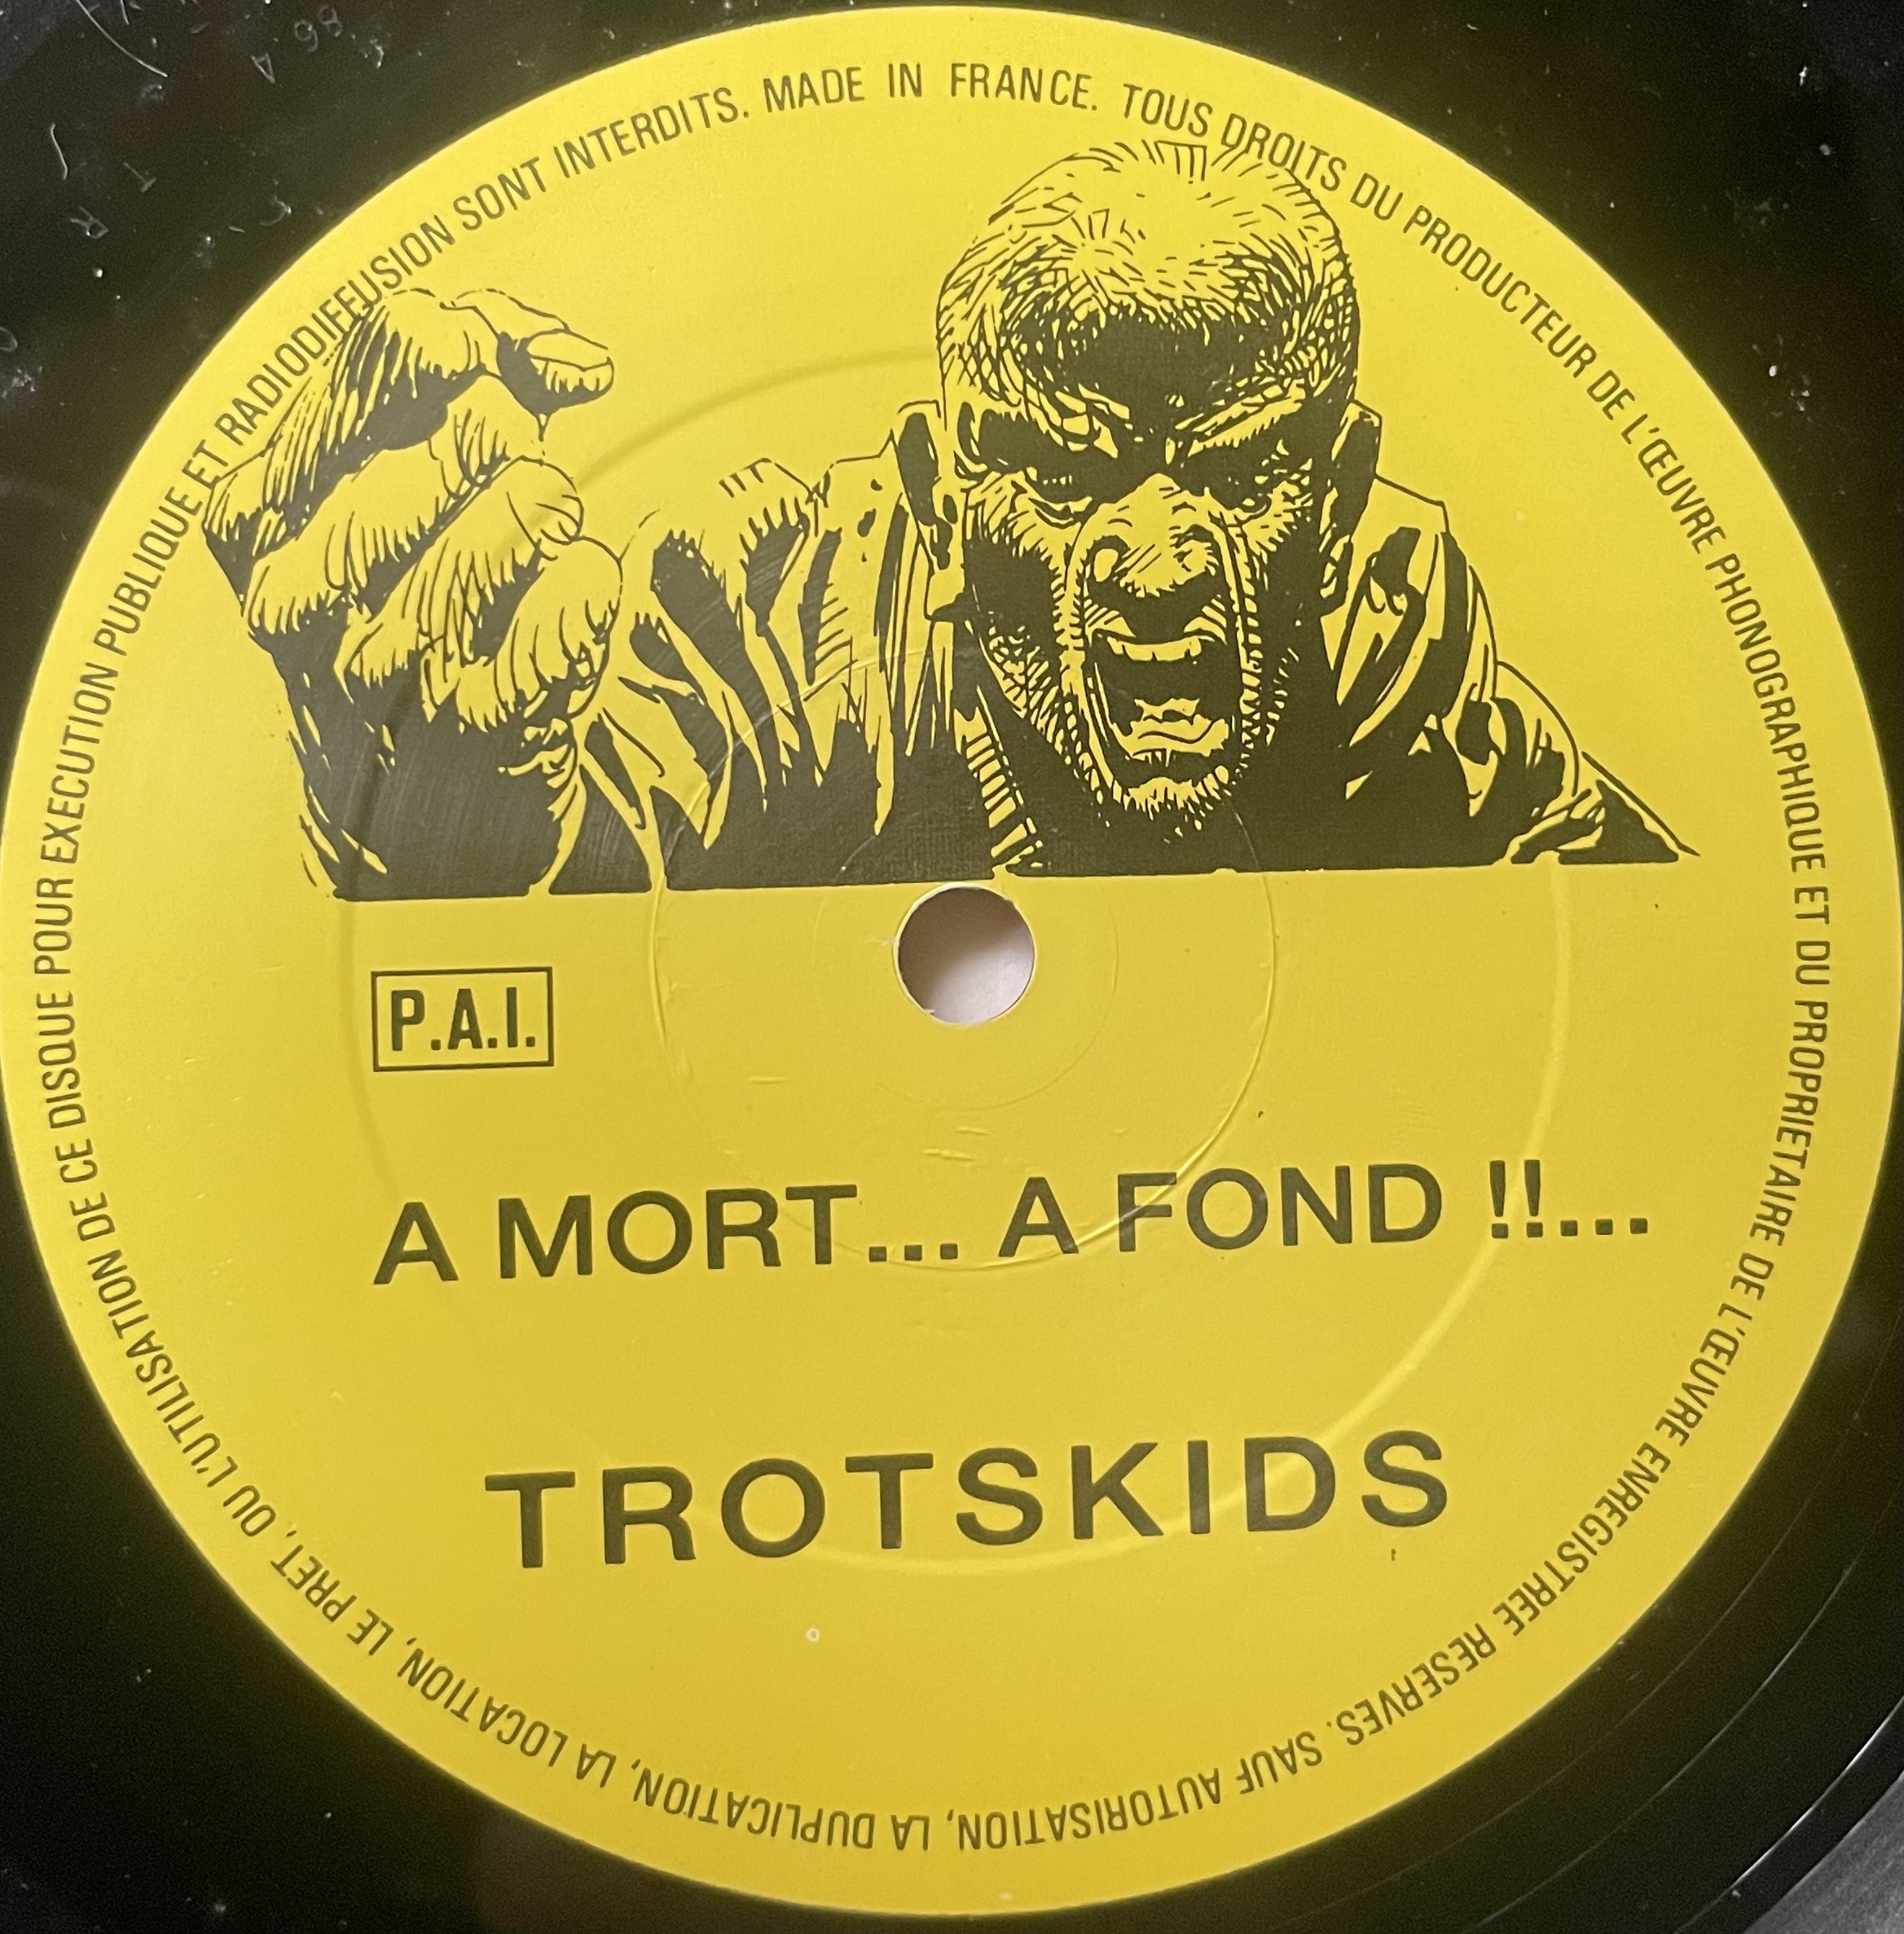 MADE IN FRANCE. TOUS DROITS DU PRODUCTEUR DE L'ŒUVRE PHONOGRAPHIQUE ET DU PROPRIETAIRE DE L'ŒUVRE ENREGISTREE RESERVES. SAUF AUTORISATION, LA DUPLICATION, LA LOCATION, LE PRET, OU L'UTILISATION DE CE DISQUE POUR EXECUTION PUBLIQUE ET RADIODIFFUSION SONT INTERDITS.
P.A.I.
A MORT... A FOND !!...
TROTSKIDS